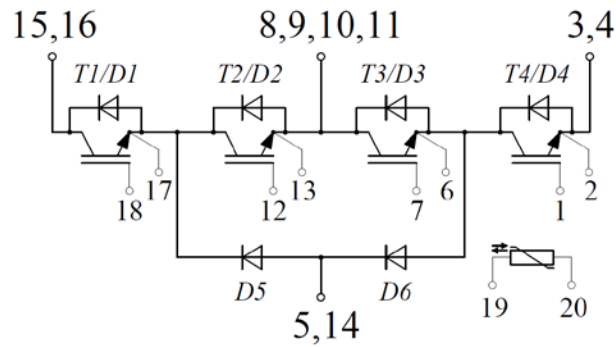 15,16 8,9,10,11 3,4
T1/D1 T2/D2 T3/D3 T4/D4
17 13 6 2
18 12 7 1
D5 D6
19 20
5,14